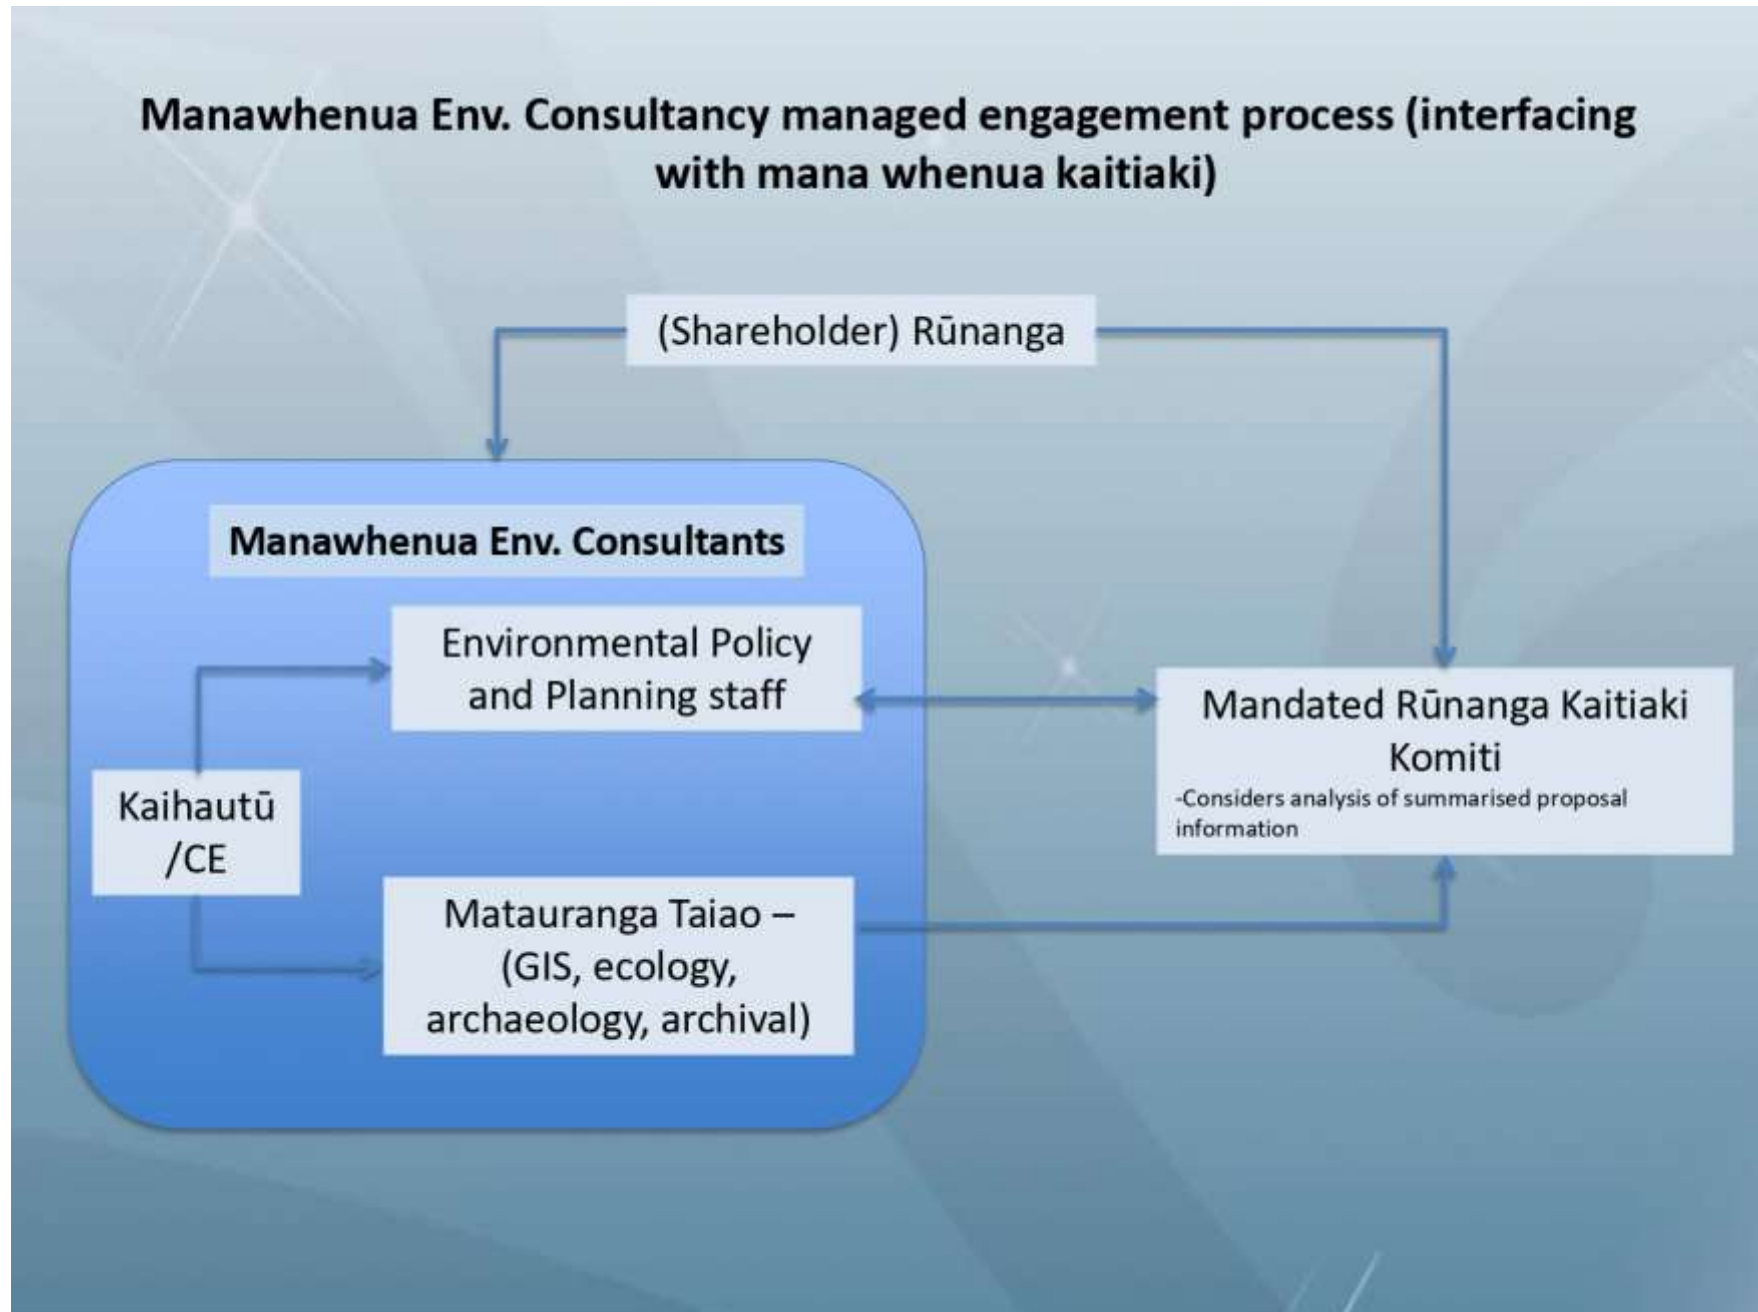 Manawhenua Env. Consultancy managed engagement process (interfacing
with mana whenua kaitiaki)
(Shareholder) Rūnanga
Manawhenua Env. Consultants
Environmental Policy
and Planning staff
Kaihautū
/CE
Matauranga Taiao –
(GIS, ecology,
archaeology, archival)
Mandated Rūnanga Kaitiaki
Komiti
-Considers analysis of summarised proposal
information